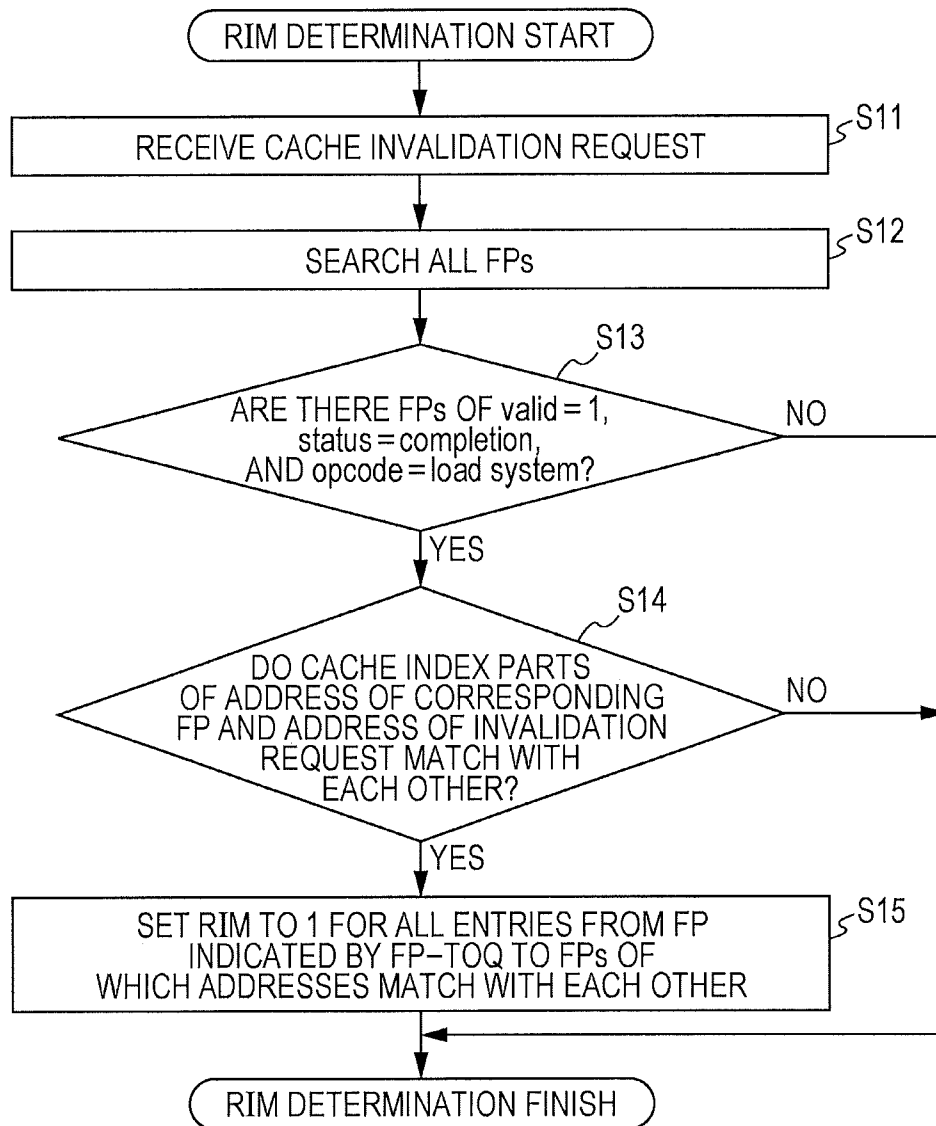 RIM DETERMINATION START
S11
RECEIVE CACHE INVALIDATION REQUEST
S12
SEARCH ALL FPs
S13
ARE THERE FPs OF valid=1,
status=completion,
AND opcode=load system?
NO
YES
S14
DO CACHE INDEX PARTS
OF ADDRESS OF CORRESPONDING
FP AND ADDRESS OF INVALIDATION
REQUEST MATCH WITH
EACH OTHER?
NO
YES
S15
SET RIM TO 1 FOR ALL ENTRIES FROM FP
INDICATED BY FP-TOQ TO FPs OF
WHICH ADDRESSES MATCH WITH EACH OTHER
RIM DETERMINATION FINISH